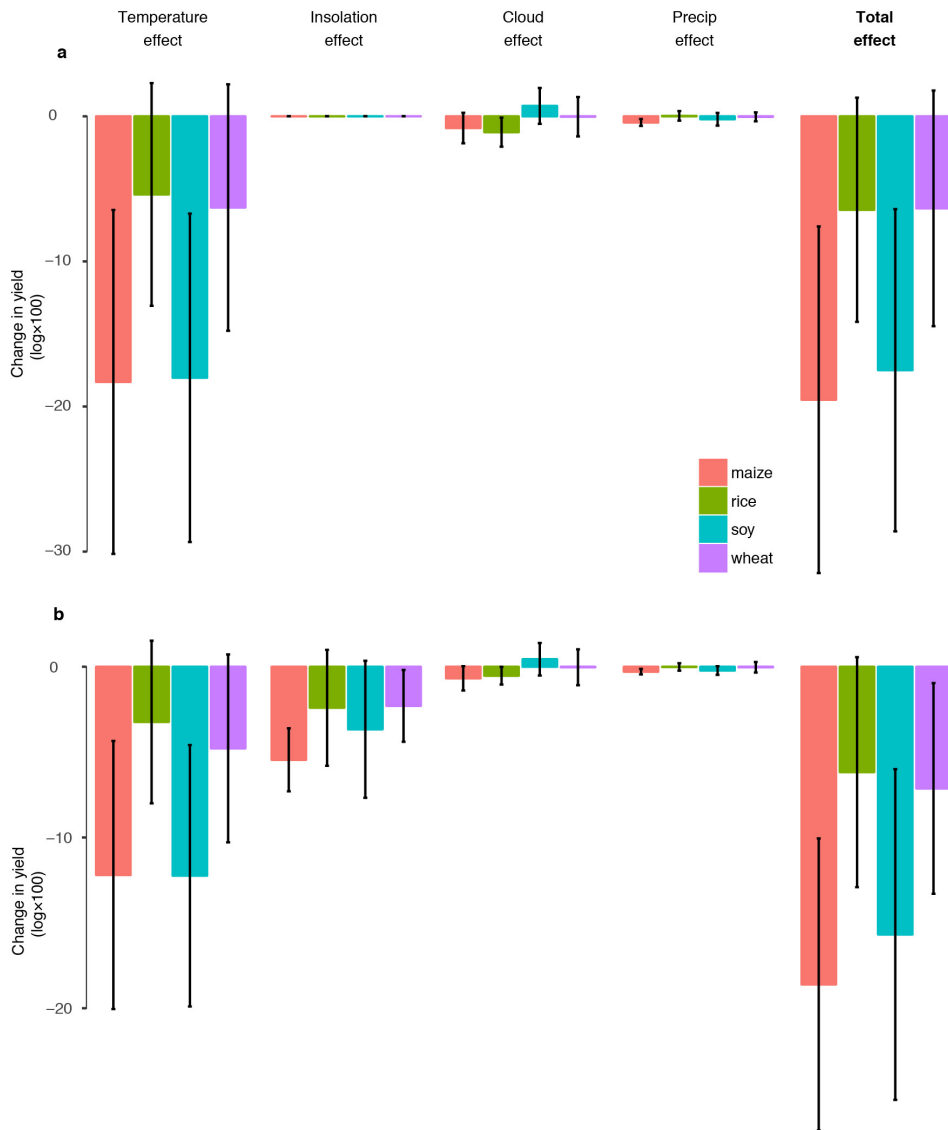 Temperature effect
Insolation effect
Cloud effect
Precip effect
Total effect
a
0
−10
−20
−30
Change in yield
(log×100)
maize
rice
soy
wheat
b
0
−10
−20
Change in yield
(log×100)